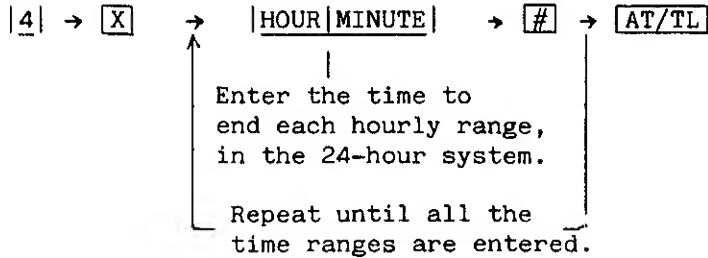 |4| → X → |HOUR|MINUTE| → # → AT/TL
Enter the time to
end each hourly range,
in the 24-hour system.
Repeat until all the
time ranges are entered.